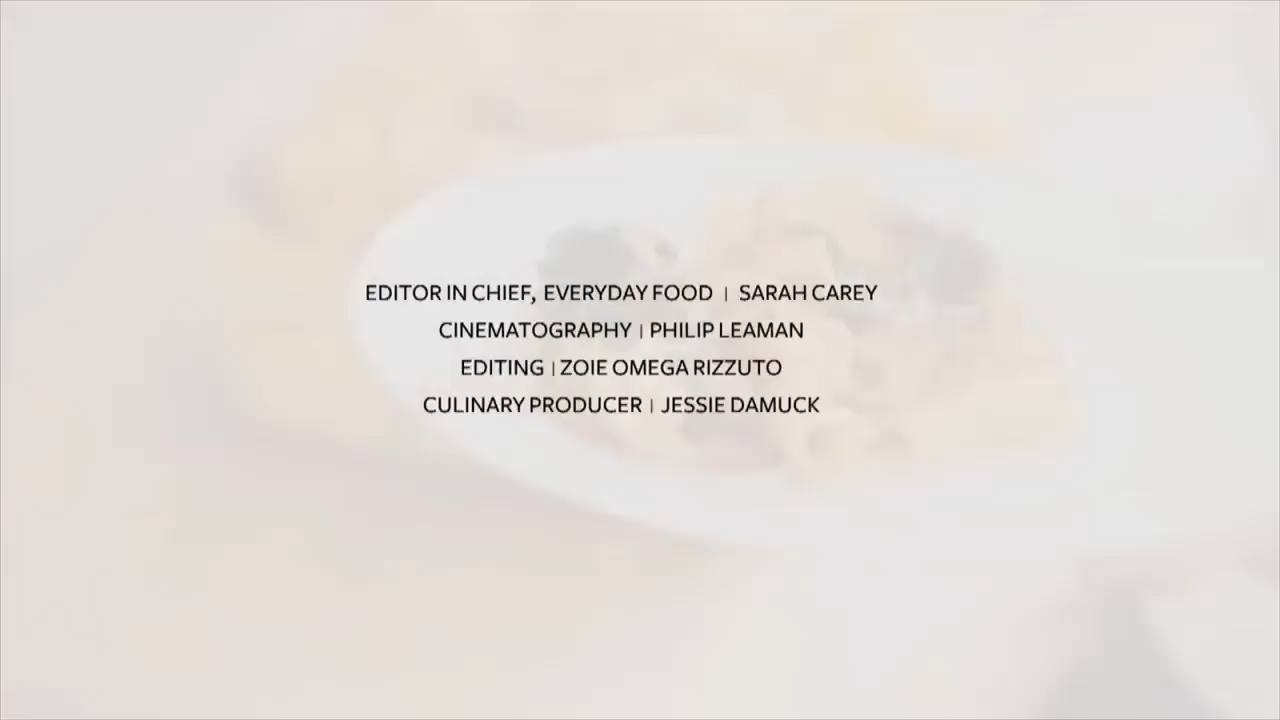 EDITOR IN CHIEF, EVERYDAY FOOD | SARAH CAREY
CINEMATOGRAPHY | PHILIP LEAMAN
EDITING | ZOIE OMEGA RIZZUTO
CULINARY PRODUCER | JESSIE DAMUCK